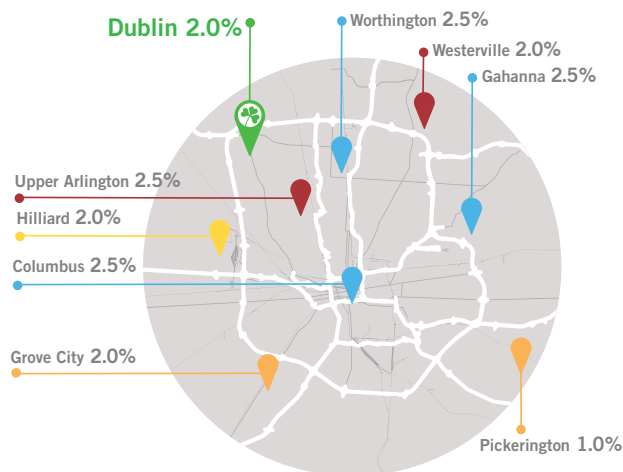 Dublin 2.0%
Worthington 2.5%
Westerville 2.0%
Gahanna 2.5%
Upper Arlington 2.5%
Hilliard 2.0%
Columbus 2.5%
Grove City 2.0%
Pickerington 1.0%